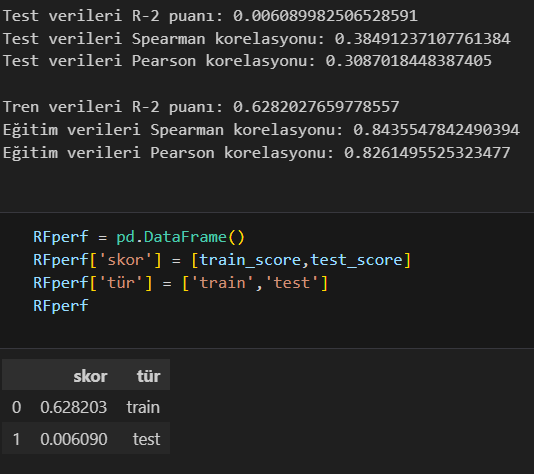 Test verileri R-2 puanı: 0.006089982506528591
Test verileri Spearman korelasyonu: 0.38491237107761384
Test verileri Pearson korelasyonu: 0.3087018448387405
Tren verileri R-2 puanı: 0.6282027659778557
Eğitim verileri Spearman korelasyonu: 0.8435547842490394
Eğitim verileri Pearson korelasyonu: 0.8261495525323477
RFperf = pd.DataFrame()
RFperf['skor'] = [train_score,test_score]
RFperf['tür'] = ['train','test']
RFperf
skor tür
0 0.628203 train
1 0.006090 test